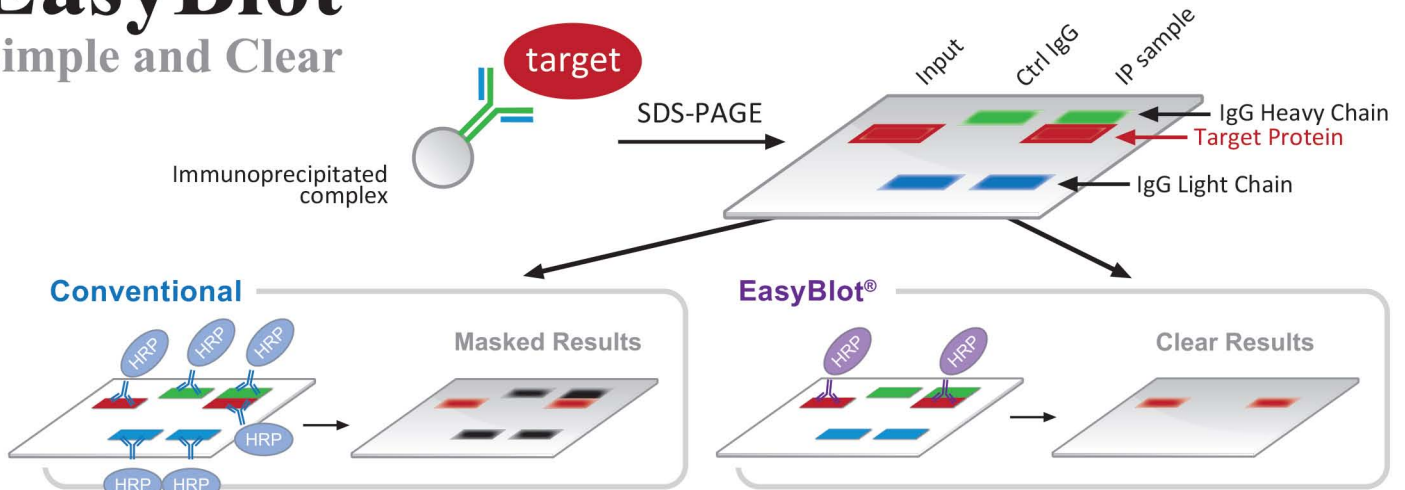 EasyBlot
imple and Clear
target
Input
Ctrl IgG
IP sample
SDS-PAGE
IgG Heavy Chain
Target Protein
IgG Light Chain
Immunoprecipitated
complex
Conventional
HRP
HRP
HRP
Masked Results
HRP
HRP
HRP
EasyBlot®
HRP
HRP
Clear Results